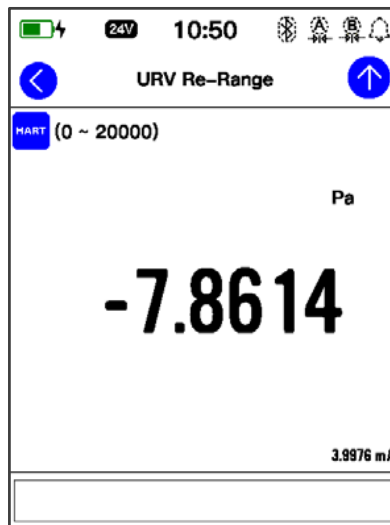 24V 10:50 A B
URV Re-Range
HART (0 ~ 20000)
Pa
-7.8614
3.9976 mA